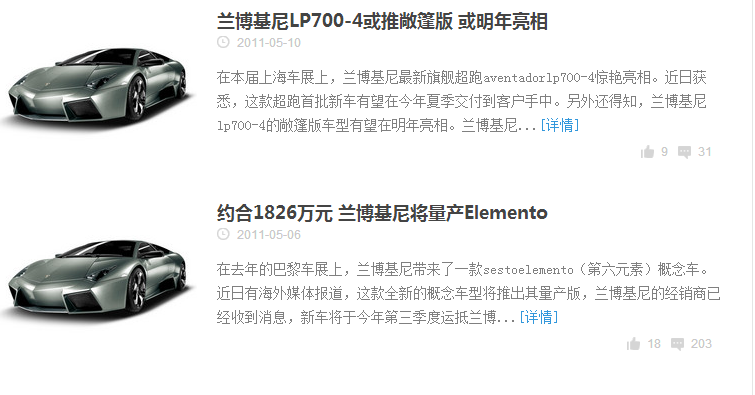 兰博基尼LP700-4或推敞篷版 或明年亮相
2011-05-10
在本届上海车展上，兰博基尼最新旗舰超跑aventadorlp700-4惊艳亮相。近日获
悉，这款超跑首批新车有望在今年夏季交付到客户手中。另外还得知，兰博基尼
lp700-4的敞篷版车型有望在明年亮相。兰博基尼...[详情]
9 31
约合1826万元 兰博基尼将量产Elemento
2011-05-06
在去年的巴黎车展上，兰博基尼带来了一款sestoelemento（第六元素）概念车。
近日有海外媒体报道，这款全新的概念车型将推出其量产版，兰博基尼的经销商已
经收到消息，新车将于今年第三季度运抵兰博...[详情]
18 203